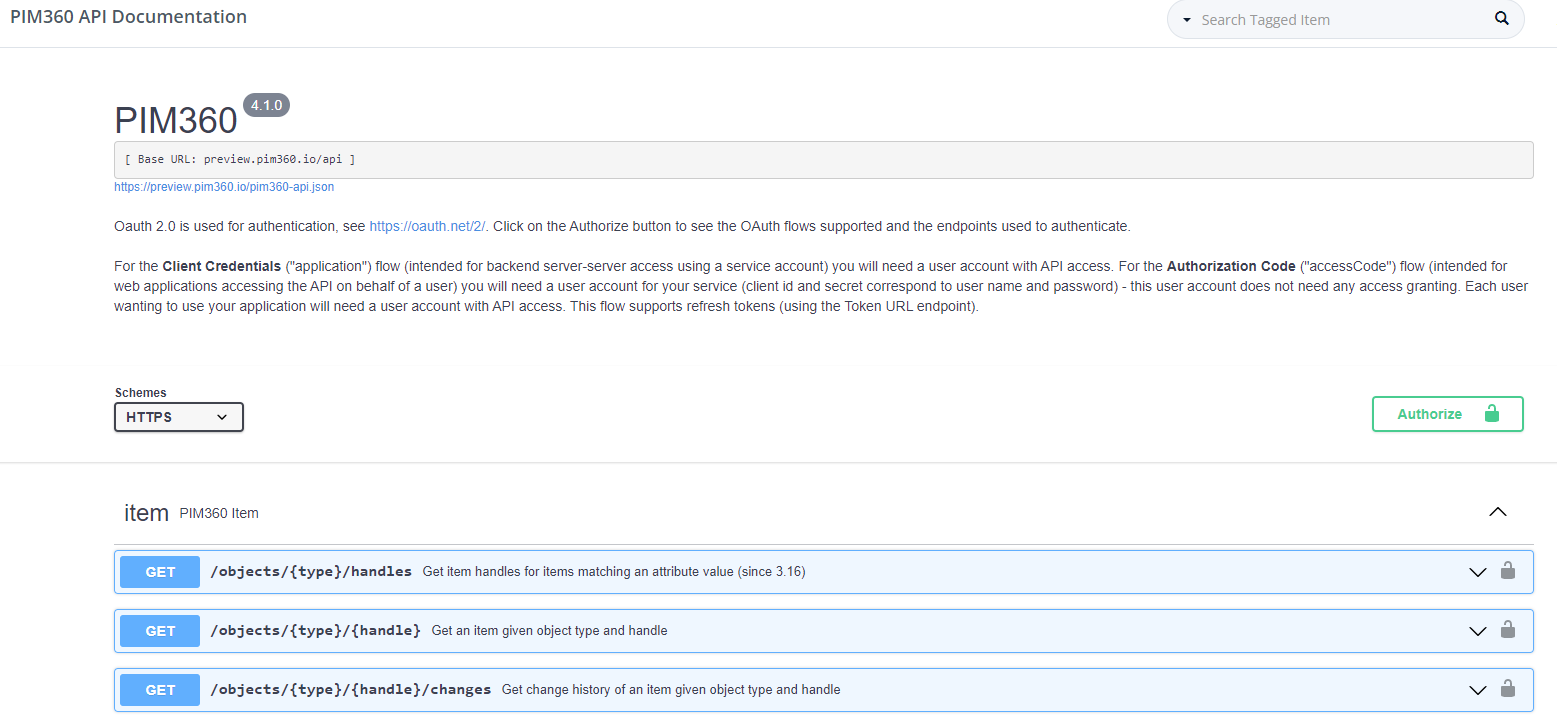 PIM360 API Documentation
Search Tagged Item
PIM360 4.1.0
[ Base URL: preview.pim360.io/api ]
https://preview.pim360.io/pim360-api.json
Oauth 2.0 is used for authentication, see https://oauth.net/2/. Click on the Authorize button to see the OAuth flows supported and the endpoints used to authenticate.
For the Client Credentials ("application") flow (intended for backend server-server access using a service account) you will need a user account with API access. For the Authorization Code ("accessCode") flow (intended for
web applications accessing the API on behalf of a user) you will need a user account for your service (client id and secret correspond to user name and password) - this user account does not need any access granting. Each user
wanting to use your application will need a user account with API access. This flow supports refresh tokens (using the Token URL endpoint).
Schemes
HTTPS
Authorize
item PIM360 Item
GET /objects/{type}/handles Get item handles for items matching an attribute value (since 3.16)
GET /objects/{type}/{handle} Get an item given object type and handle
GET /objects/{type}/{handle}/changes Get change history of an item given object type and handle